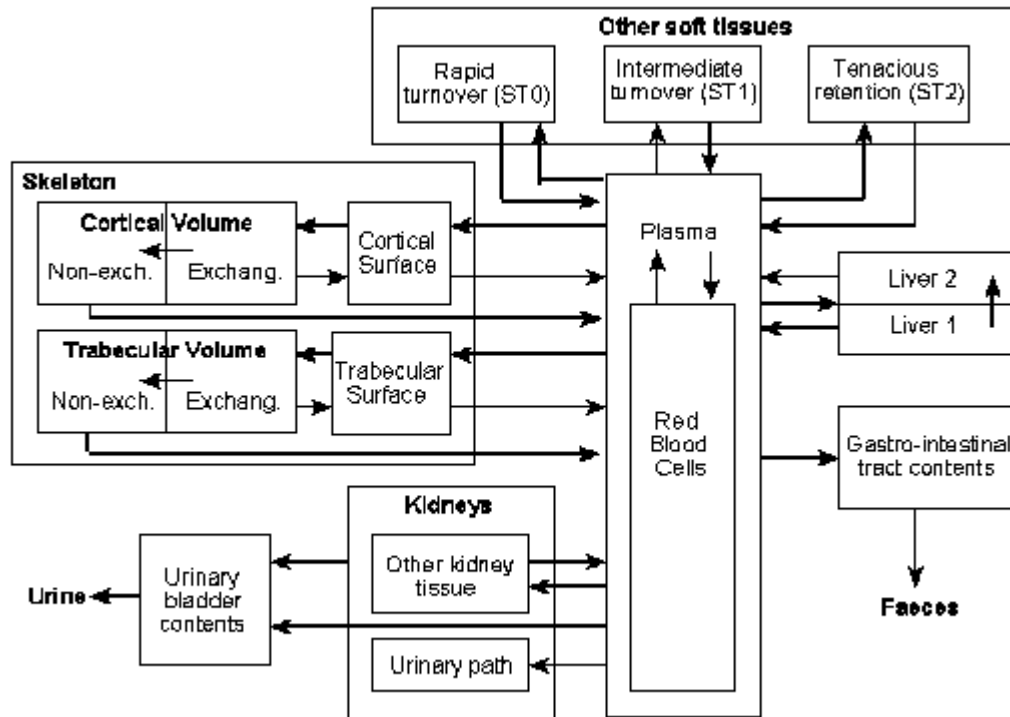 Other soft tissues
Rapid
turnover (ST0)
Intermediate
turnover (ST1)
Tenacious
retention (ST2)
Skeleton
Cortical Volume
Non-exch.
Exchang.
Cortical
Surface
Trabecular Volume
Non-exch.
Exchang.
Trabecular
Surface
Plasma
Red
Blood
Cells
Liver 2
Liver 1
Gastro-intestinal
tract contents
Faeces
Kidneys
Other kidney
tissue
Urinary path
Urinary
bladder
contents
Urine